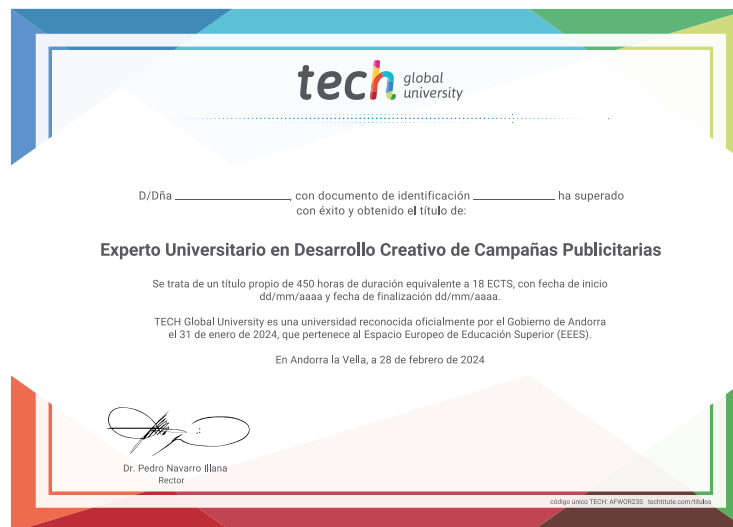 tech global university
D/Dña ________________, con documento de identificación ____________ ha superado
con éxito y obtenido el título de:
Experto Universitario en Desarrollo Creativo de Campañas Publicitarias
Se trata de un título propio de 450 horas de duración equivalente a 18 ECTS, con fecha de inicio
dd/mm/aaaa y fecha de finalización dd/mm/aaaa.
TECH Global University es una universidad reconocida oficialmente por el Gobierno de Andorra
el 31 de enero de 2024, que pertenece al Espacio Europeo de Educación Superior (EEES).
En Andorra la Vella, a 28 de febrero de 2024
Dr. Pedro Navarro Illana
Rector
código único TECH: AFWOR23S techtitute.com/titulos